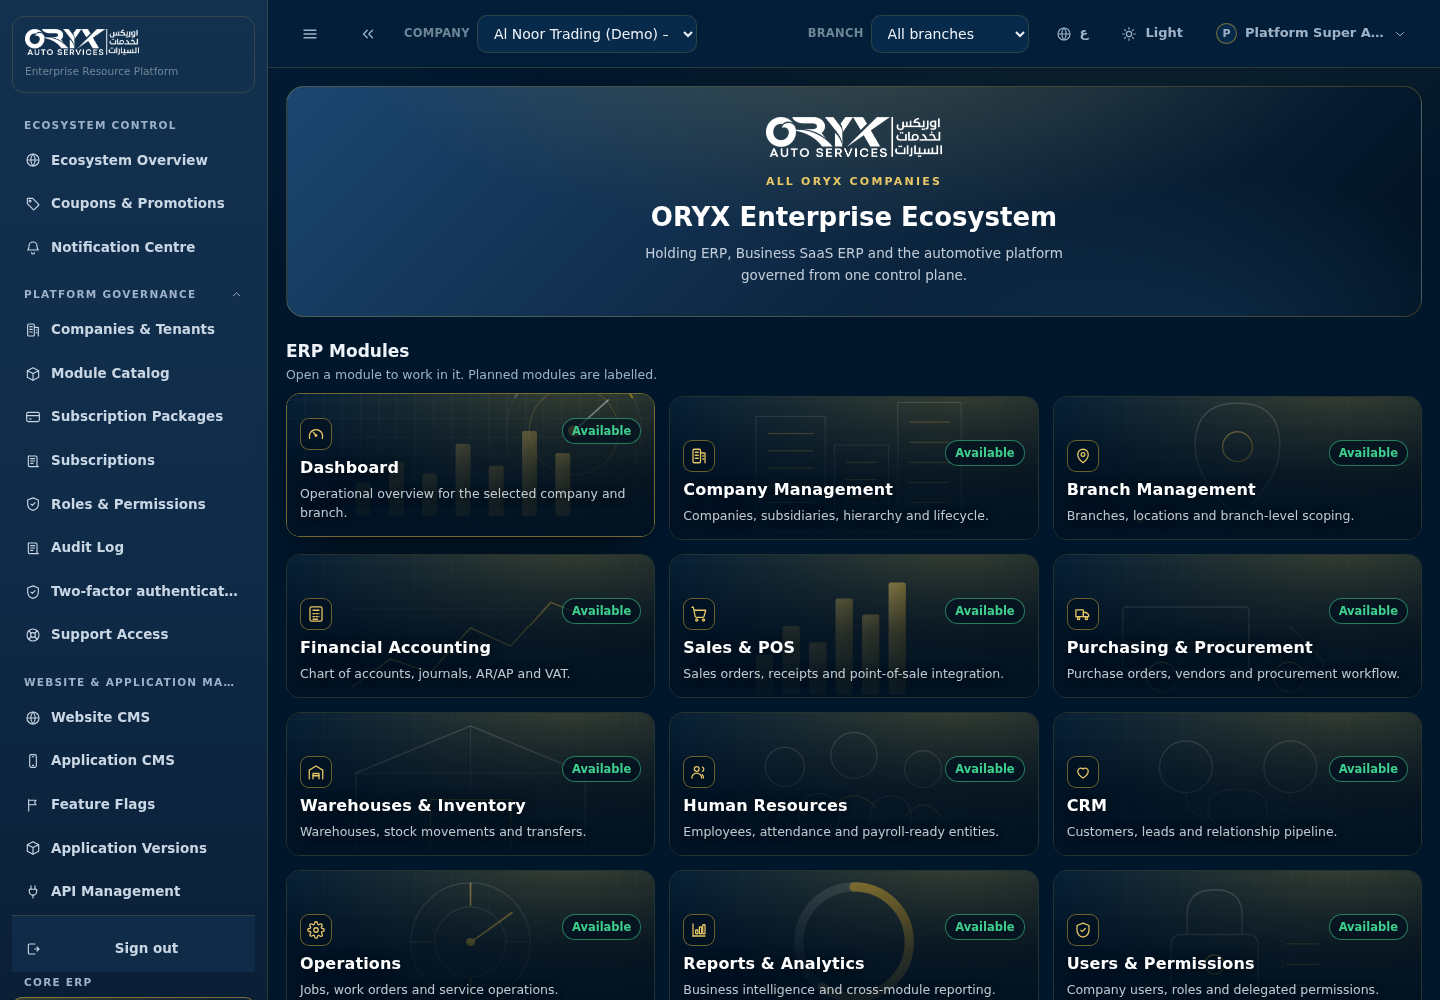 ORYX
AUTO SERVICES
اوريكس
لخدمات
السيارات
Enterprise Resource Platform
ECOSYSTEM CONTROL
Ecosystem Overview
Coupons & Promotions
Notification Centre
PLATFORM GOVERNANCE
Companies & Tenants
Module Catalog
Subscription Packages
Subscriptions
Roles & Permissions
Audit Log
Two-factor authenticat…
Support Access
WEBSITE & APPLICATION MA…
Website CMS
Application CMS
Feature Flags
Application Versions
API Management
Sign out
CORE ERP
COMPANY
Al Noor Trading (Demo) –
BRANCH
All branches
ع
Light
P
Platform Super A…
ORYX
AUTO SERVICES
اوريكس
لخدمات
السيارات
ALL ORYX COMPANIES
ORYX Enterprise Ecosystem
Holding ERP, Business SaaS ERP and the automotive platform
governed from one control plane.
ERP Modules
Open a module to work in it. Planned modules are labelled.
Available
Dashboard
Operational overview for the selected company and
branch.
Available
Company Management
Companies, subsidiaries, hierarchy and lifecycle.
Available
Branch Management
Branches, locations and branch-level scoping.
Available
Financial Accounting
Chart of accounts, journals, AR/AP and VAT.
Available
Sales & POS
Sales orders, receipts and point-of-sale integration.
Available
Purchasing & Procurement
Purchase orders, vendors and procurement workflow.
Available
Warehouses & Inventory
Warehouses, stock movements and transfers.
Available
Human Resources
Employees, attendance and payroll-ready entities.
Available
CRM
Customers, leads and relationship pipeline.
Available
Operations
Jobs, work orders and service operations.
Available
Reports & Analytics
Business intelligence and cross-module reporting.
Available
Users & Permissions
Company users, roles and delegated permissions.